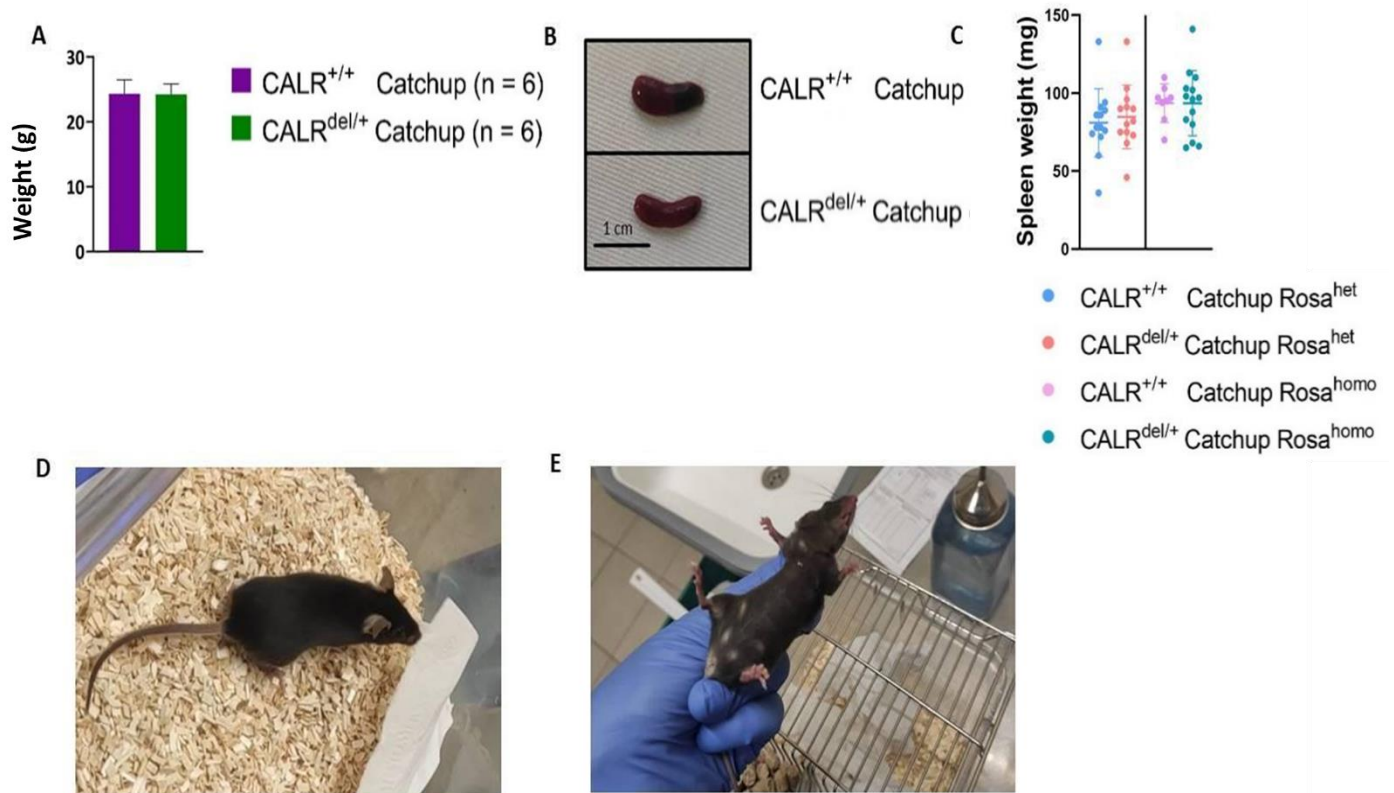 A
Weight (g)
30
20
10
0
CALR+/+ Catchup (n = 6)
CALRdel/+ Catchup (n = 6)
B
CALR+/+ Catchup
CALRdel/+ Catchup
1 cm
C
Spleen weight (mg)
150
100
50
0
CALR+/+ Catchup Rosahet
CALRdel/+ Catchup Rosahet
CALR+/+ Catchup Rosahomo
CALRdel/+ Catchup Rosahomo
D
E